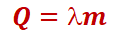 Q = λm